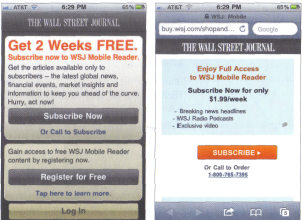 AT&T 6:29 PM 65%
THE WALL STREET JOURNAL
Get 2 Weeks FREE.
Subscribe now to WSJ Mobile Reader.
Get the articles available only to
subscribers – the latest global news,
financial events, market insights and
information to keep you ahead of the curve.
Hurry, act now!
Subscribe Now
Or Call to Subscribe
Gain access to free WSJ Mobile Reader
content by registering now.
Register for Free
Tap here to learn more.
Log In
AT&T 6:29 PM 65%
WSJ: Mobile
buy.wsj.com/shopand... Google
THE WALL STREET JOURNAL
Enjoy Full Access
to WSJ Mobile Reader
Subscribe Now for only
$1.99/week
- Breaking news headlines
- WSJ Radio Podcasts
- Exclusive video
SUBSCRIBE
Or Call to Order
1-800-765-7395